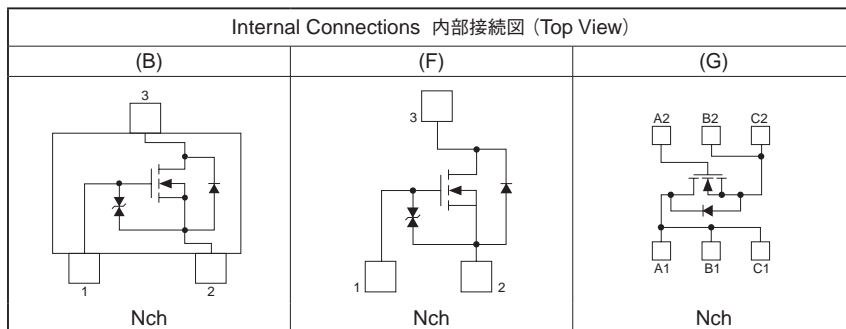 Internal Connections 内部接続図 (Top View)
(B) (F) (G)
3
1 2
3
1 2
A2 B2 C2
A1 B1 C1
Nch Nch Nch